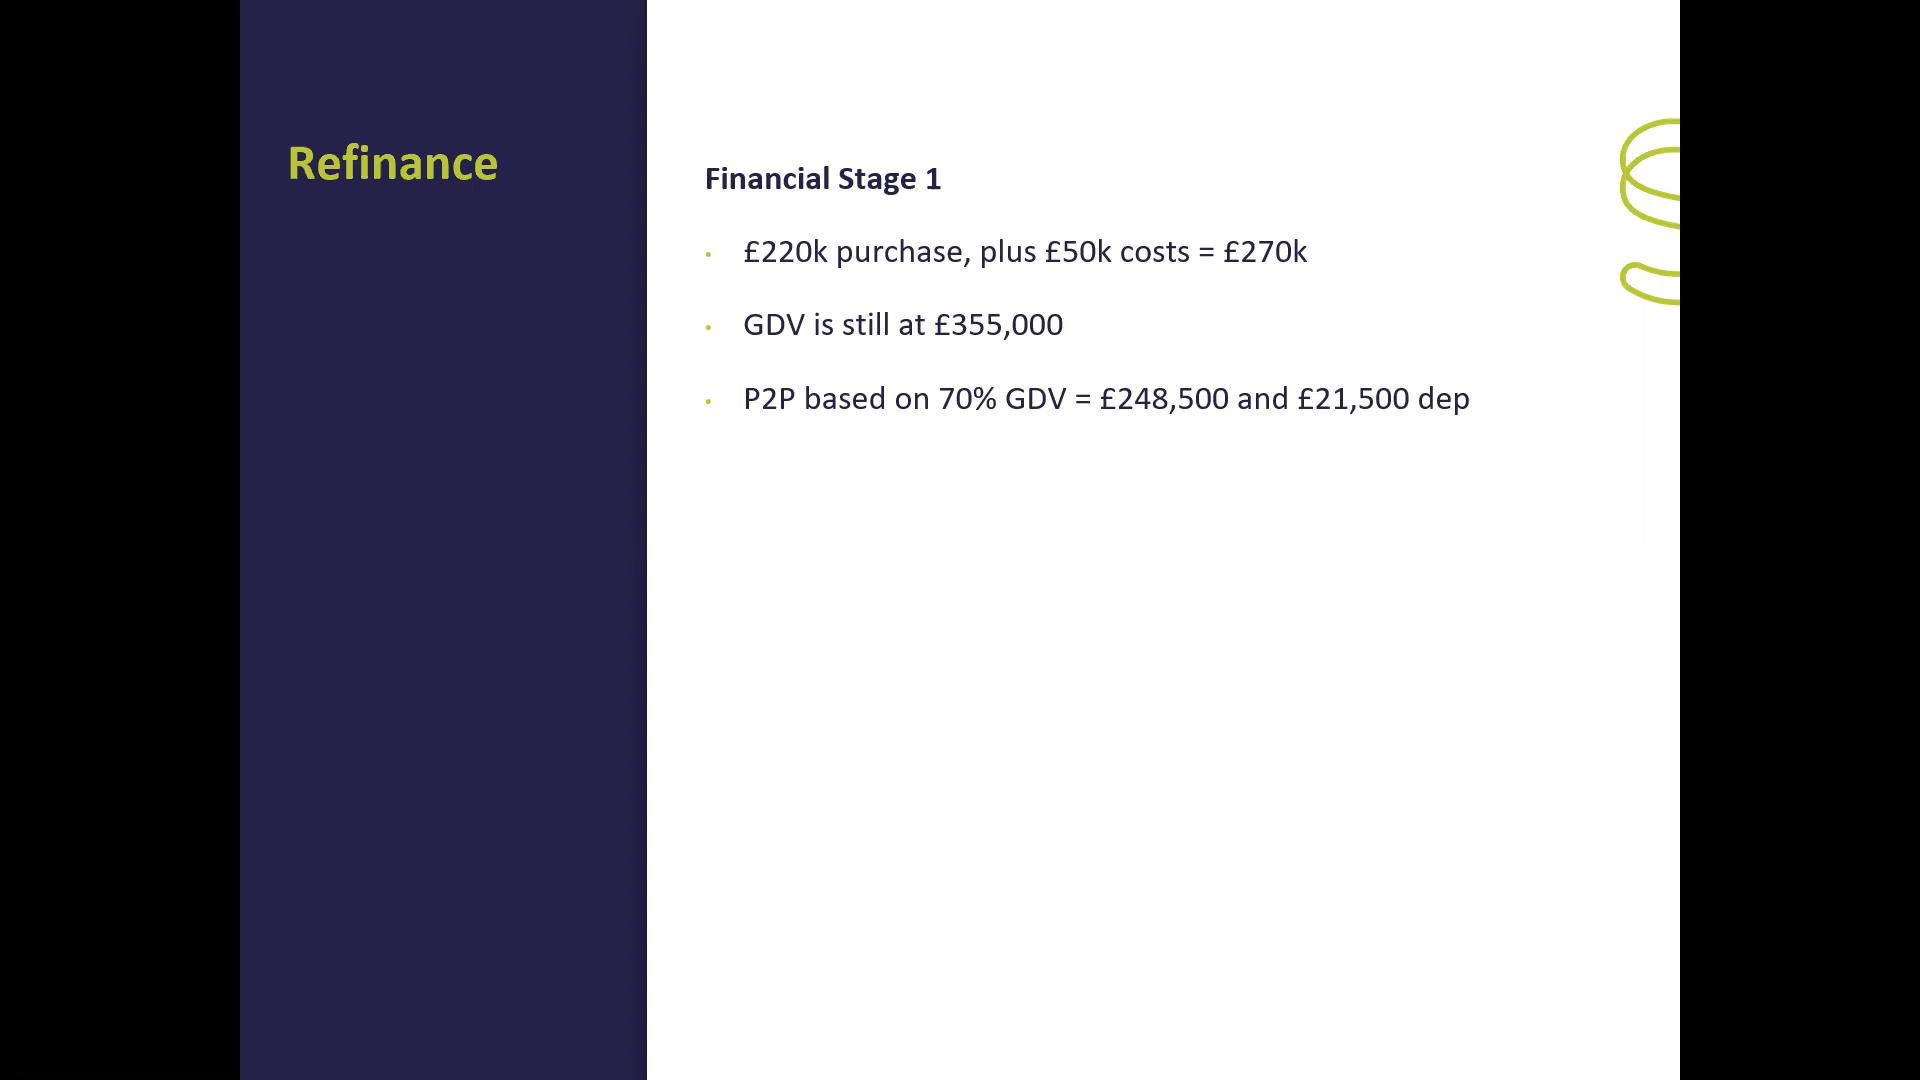 Refinance
Financial Stage 1
• £220k purchase, plus £50k costs = £270k
• GDV is still at £355,000
• P2P based on 70% GDV = £248,500 and £21,500 dep